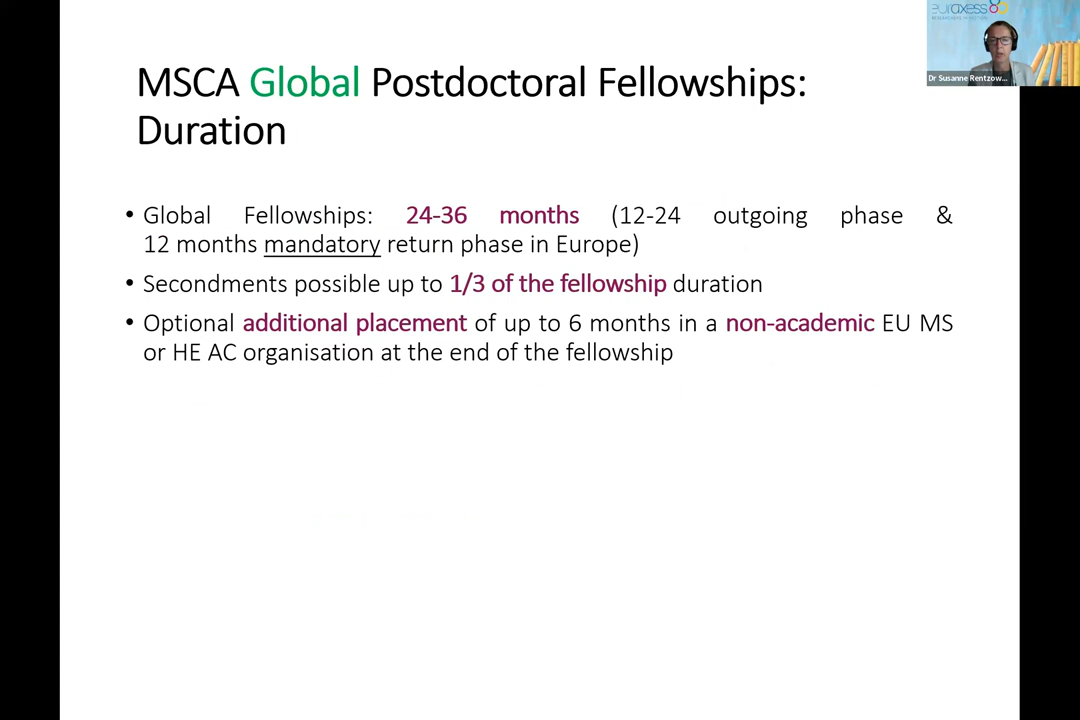 euraxess
RESEARCHERS IN MOTION
Dr Susanne Rentzow...
MSCA Global Postdoctoral Fellowships:
Duration
• Global Fellowships: 24-36 months (12-24 outgoing phase &
12 months mandatory return phase in Europe)
• Secondments possible up to 1/3 of the fellowship duration
• Optional additional placement of up to 6 months in a non-academic EU MS
or HE AC organisation at the end of the fellowship